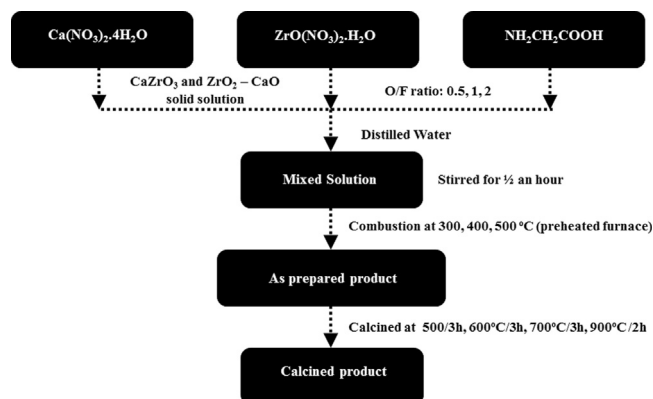 Ca(NO₃)₂.4H₂O
ZrO(NO₃)₂.H₂O
NH₂CH₂COOH
CaZrO₃ and ZrO₂ – CaO
solid solution
O/F ratio: 0.5, 1, 2
Distilled Water
Mixed Solution
Stirred for ½ an hour
Combustion at 300, 400, 500 °C (preheated furnace)
As prepared product
Calcined at 500/3h, 600°C/3h, 700°C/3h, 900°C/2h
Calcined product